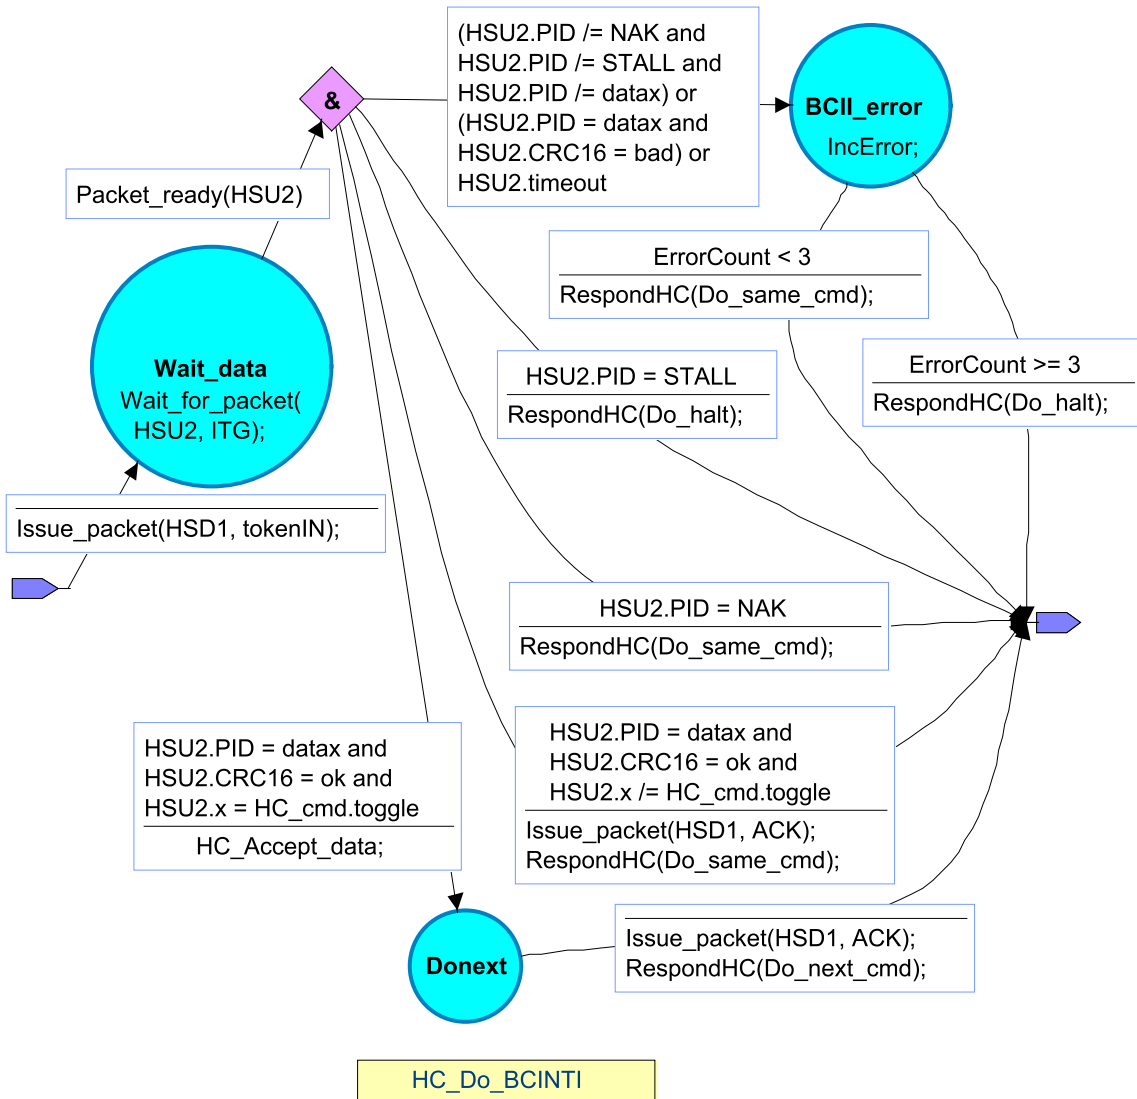 (HSU2.PID /= NAK and
HSU2.PID /= STALL and
HSU2.PID /= datax) or
(HSU2.PID = datax and
HSU2.CRC16 = bad) or
HSU2.timeout
&
BCII_error
IncError;
Packet_ready(HSU2)
ErrorCount < 3
RespondHC(Do_same_cmd);
Wait_data
Wait_for_packet(
HSU2, ITG);
HSU2.PID = STALL
RespondHC(Do_halt);
ErrorCount >= 3
RespondHC(Do_halt);
Issue_packet(HSD1, tokenIN);
HSU2.PID = NAK
RespondHC(Do_same_cmd);
HSU2.PID = datax and
HSU2.CRC16 = ok and
HSU2.x = HC_cmd.toggle
HC_Accept_data;
HSU2.PID = datax and
HSU2.CRC16 = ok and
HSU2.x /= HC_cmd.toggle
Issue_packet(HSD1, ACK);
RespondHC(Do_same_cmd);
Donext
Issue_packet(HSD1, ACK);
RespondHC(Do_next_cmd);
HC_Do_BCINTI